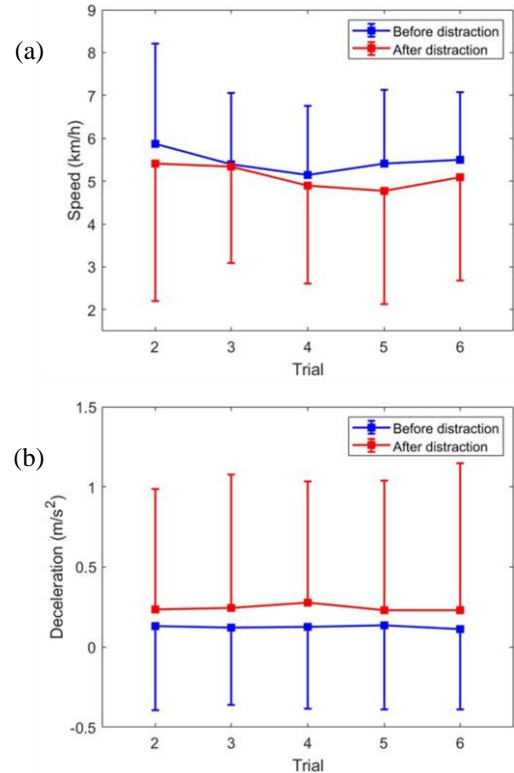 (a)
9
8
7
6
5
4
3
2
Speed (km/h)
Before distraction
After distraction
2 3 4 5 6
Trial
(b)
1.5
1
0.5
0
-0.5
Deceleration (m/s²)
Before distraction
After distraction
2 3 4 5 6
Trial